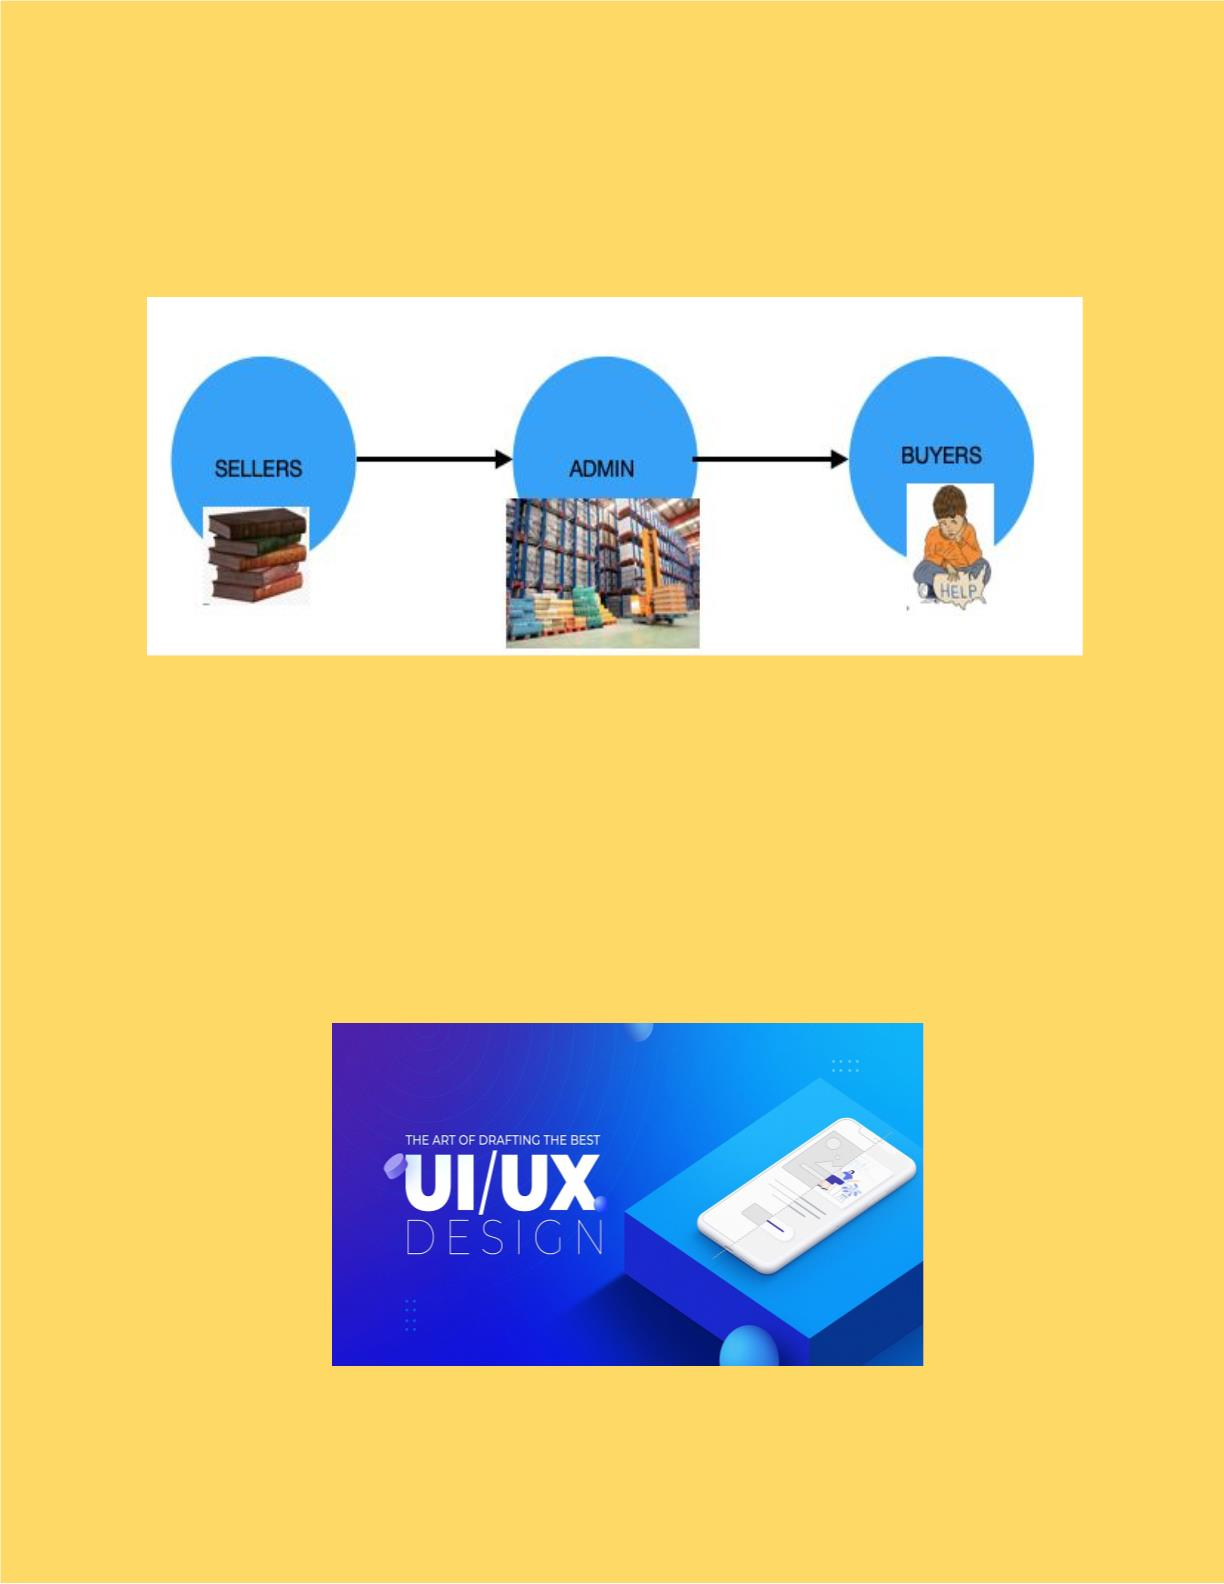 SELLERS
ADMIN
BUYERS
HELP
THE ART OF DRAFTING THE BEST
UI/UX
DESIGN